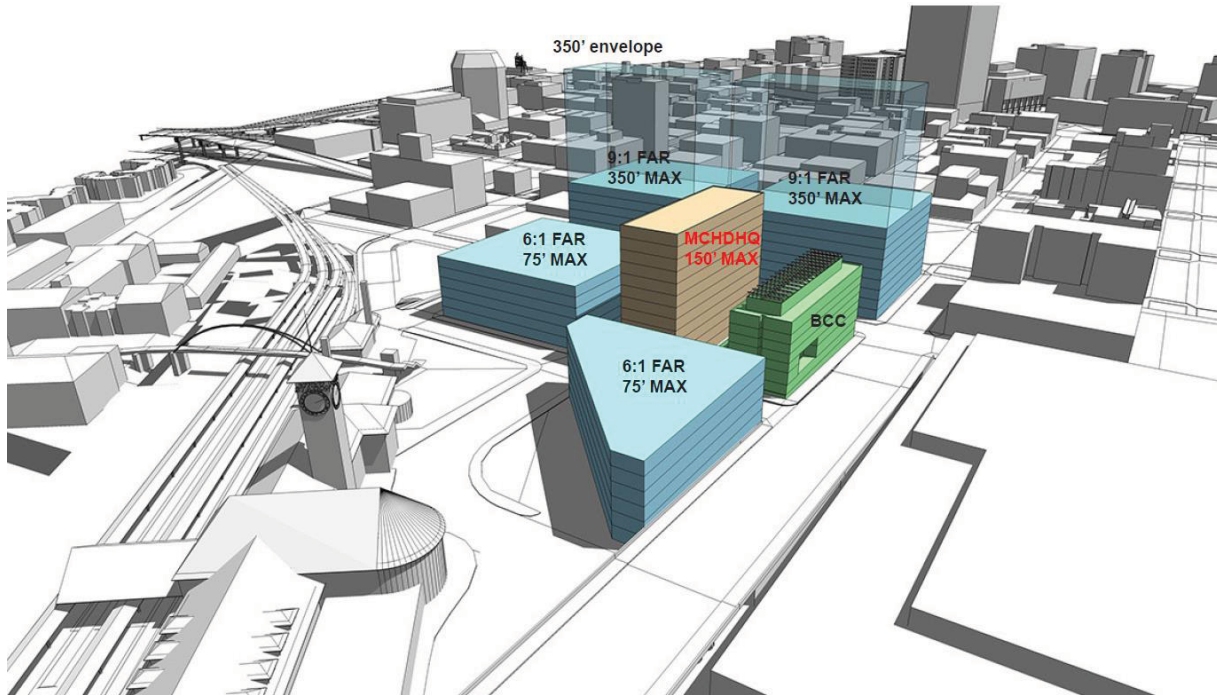 350' envelope
9:1 FAR
350' MAX
9:1 FAR
350' MAX
6:1 FAR
75' MAX
MCHDHQ
150' MAX
BCC
6:1 FAR
75' MAX